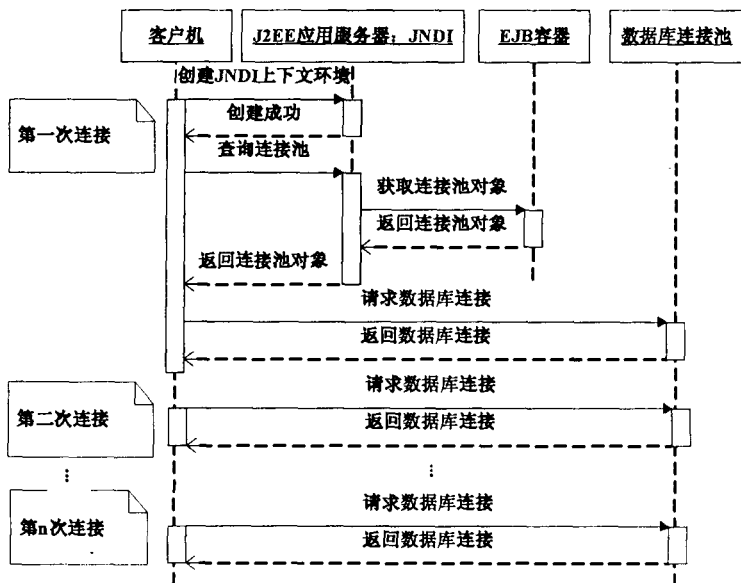 客户机
J2EE应用服务器：JNDI
EJB容器
数据库连接池
创建JNDI上下文环境
第一次连接
创建成功
查询连接池
获取连接池对象
返回连接池对象
返回连接池对象
请求数据库连接
返回数据库连接
第二次连接
请求数据库连接
返回数据库连接
⋮
⋮
第n次连接
请求数据库连接
返回数据库连接